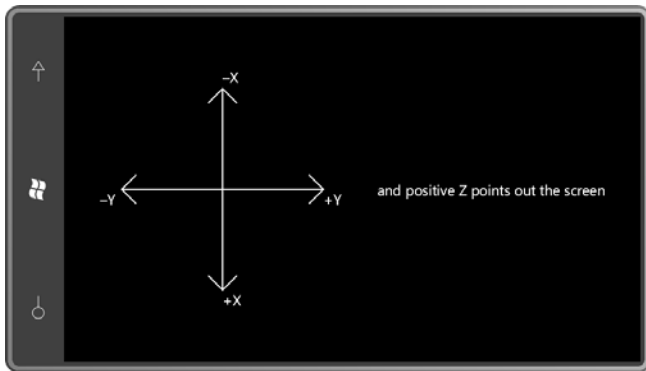 –X
–Y
+Y
and positive Z points out the screen
+X